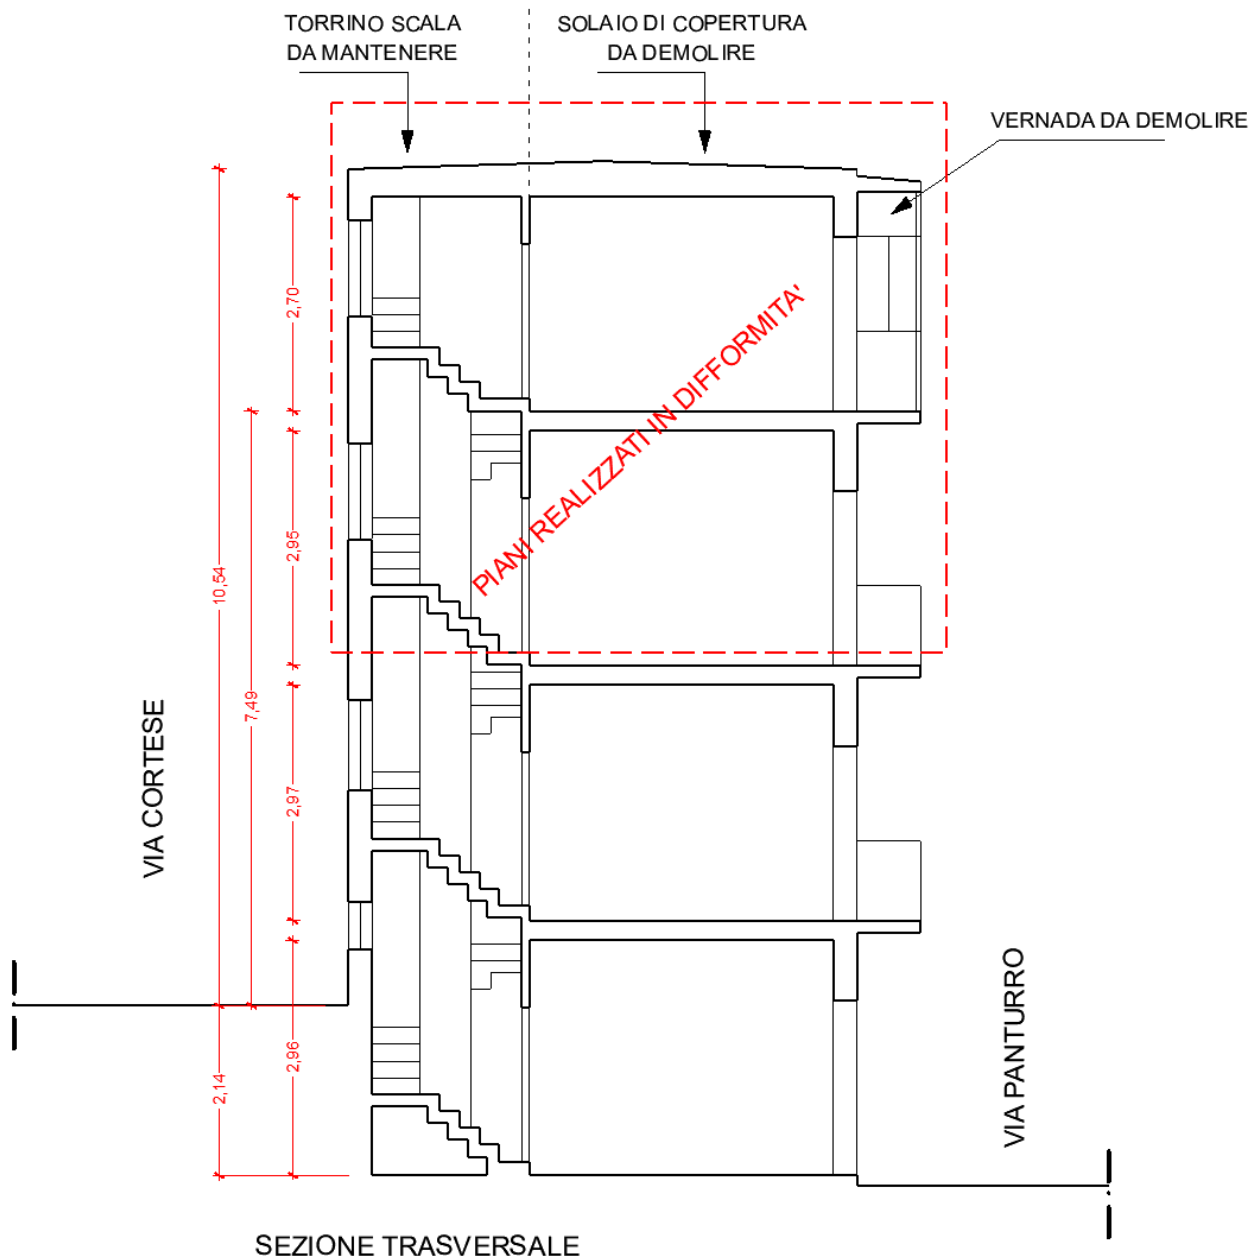 TORRINO SCALA
DA MANTENERE
SOLAIO DI COPERTURA
DA DEMOLIRE
VERNADA DA DEMOLIRE
2,70
PIANI REALIZZATI IN DIFFORMITA'
10,54
2,95
7,49
VIA CORTESE
2,97
VIA PANTURRO
2,96
2,14
SEZIONE TRASVERSALE